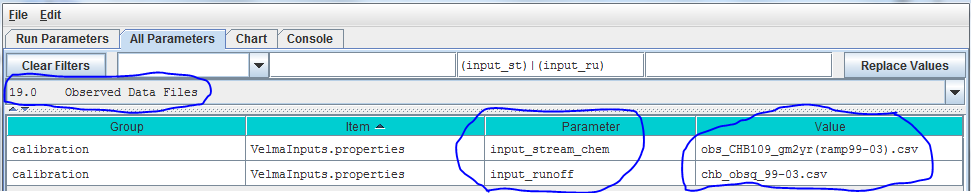 File Edit
Run Parameters All Parameters Chart Console
Clear Filters (input_st)|(input_ru) Replace Values
19.0 Observed Data Files
Group Item Parameter Value
calibration VelmaInputs.properties input_stream_chem obs_CHB109_gm2yr(ramp99-03).csv
calibration VelmaInputs.properties input_runoff chb_obsq_99-03.csv